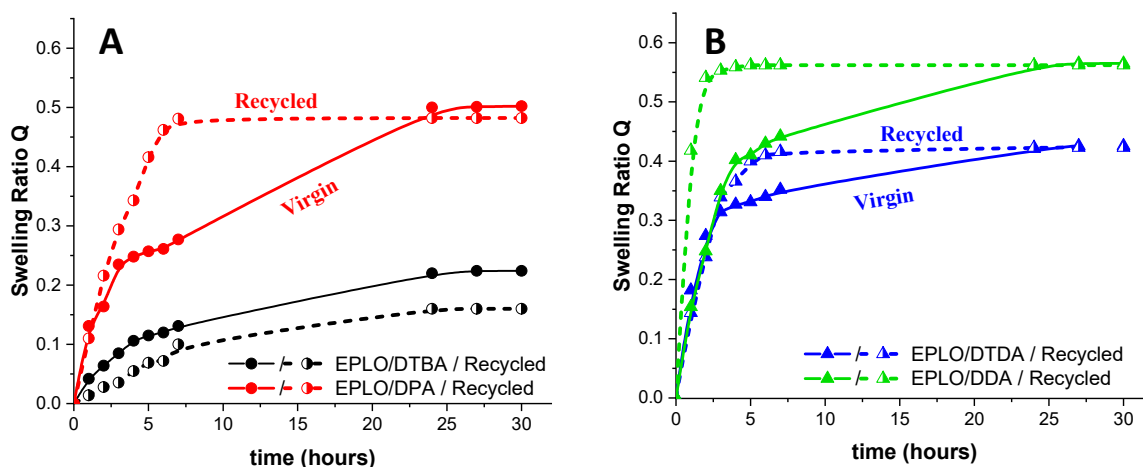 A
Swelling Ratio Q
0.6
0.5
0.4
0.3
0.2
0.1
0.0
Recycled
Virgin
/ EPLO/DTBA / Recycled
/ EPLO/DPA / Recycled
0 5 10 15 20 25 30
time (hours)
B
Swelling Ratio Q
0.6
0.5
0.4
0.3
0.2
0.1
0.0
Recycled
Virgin
/ EPLO/DTDA / Recycled
/ EPLO/DDA / Recycled
0 5 10 15 20 25 30
time (hours)